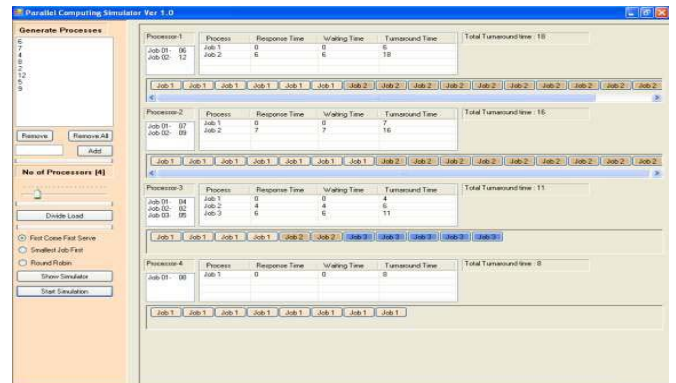 Parallel Computing Simulator Ver 1.0
Generate Processes
6
7
4
8
2
12
5
9
Remove Remove All
Add
No of Processors [4]
Divide Load
First Come First Serve
Smallest Job First
Round Robin
Show Simulator
Start Simulation
Processor-1
Job 01- 06
Job 02- 12
Process Response Time Waiting Time Turnaround Time
Job 1 0 0 6
Job 2 6 6 18
Total Turnaround time : 18
Job 1 Job 1 Job 1 Job 1 Job 1 Job 1 Job 2 Job 2 Job 2 Job 2 Job 2 Job 2 Job 2 Job 2
Processor-2
Job 01- 07
Job 02- 09
Process Response Time Waiting Time Turnaround Time
Job 1 0 0 7
Job 2 7 7 16
Total Turnaround time : 16
Job 1 Job 1 Job 1 Job 1 Job 1 Job 1 Job 1 Job 2 Job 2 Job 2 Job 2 Job 2 Job 2 Job 2
Processor-3
Job 01- 04
Job 02- 02
Job 03- 05
Process Response Time Waiting Time Turnaround Time
Job 1 0 0 4
Job 2 4 4 6
Job 3 6 6 11
Total Turnaround time : 11
Job 1 Job 1 Job 1 Job 1 Job 2 Job 2 Job 3 Job 3 Job 3 Job 3 Job 3
Processor-4
Job 01- 08
Process Response Time Waiting Time Turnaround Time
Job 1 0 0 8
Total Turnaround time : 8
Job 1 Job 1 Job 1 Job 1 Job 1 Job 1 Job 1 Job 1